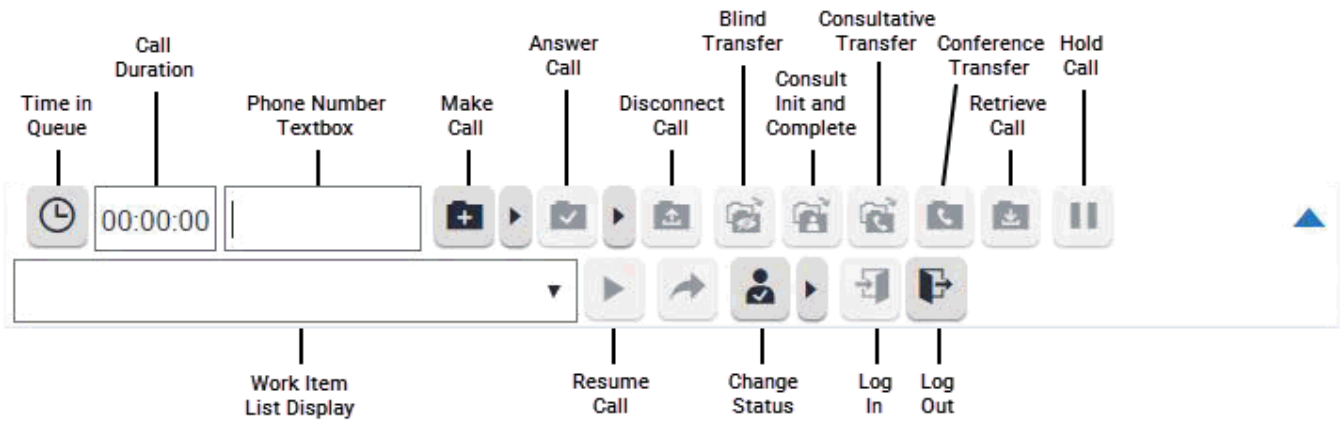 Time in
Queue
Call
Duration
Phone Number
Textbox
Make
Call
Answer
Call
Disconnect
Call
Blind
Transfer
Consult
Init and
Complete
Consultative
Transfer
Conference
Transfer
Retrieve
Call
Hold
Call
00:00:00
Work Item
List Display
Resume
Call
Change
Status
Log
In
Log
Out